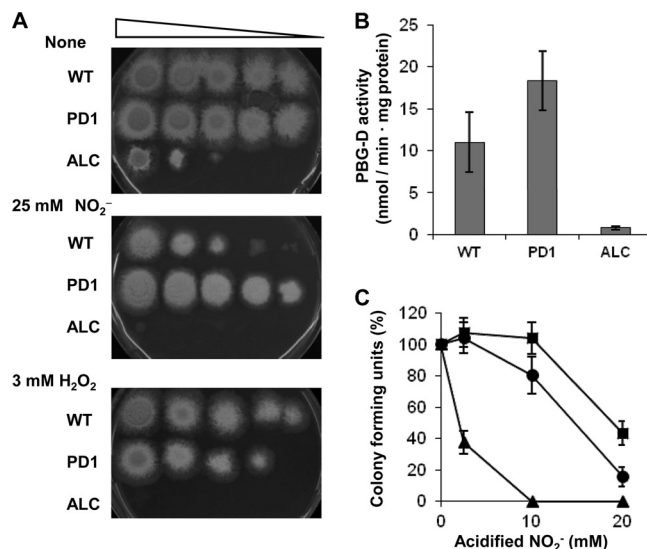 A
None
WT
PD1
ALC
25 mM NO₂⁻
WT
PD1
ALC
3 mM H₂O₂
WT
PD1
ALC
B
PBG-D activity
(nmol / min · mg protein)
25
20
15
10
5
0
WT PD1 ALC
C
Colony forming units (%)
120
100
80
60
40
20
0
0 10 20
Acidified NO₂⁻ (mM)